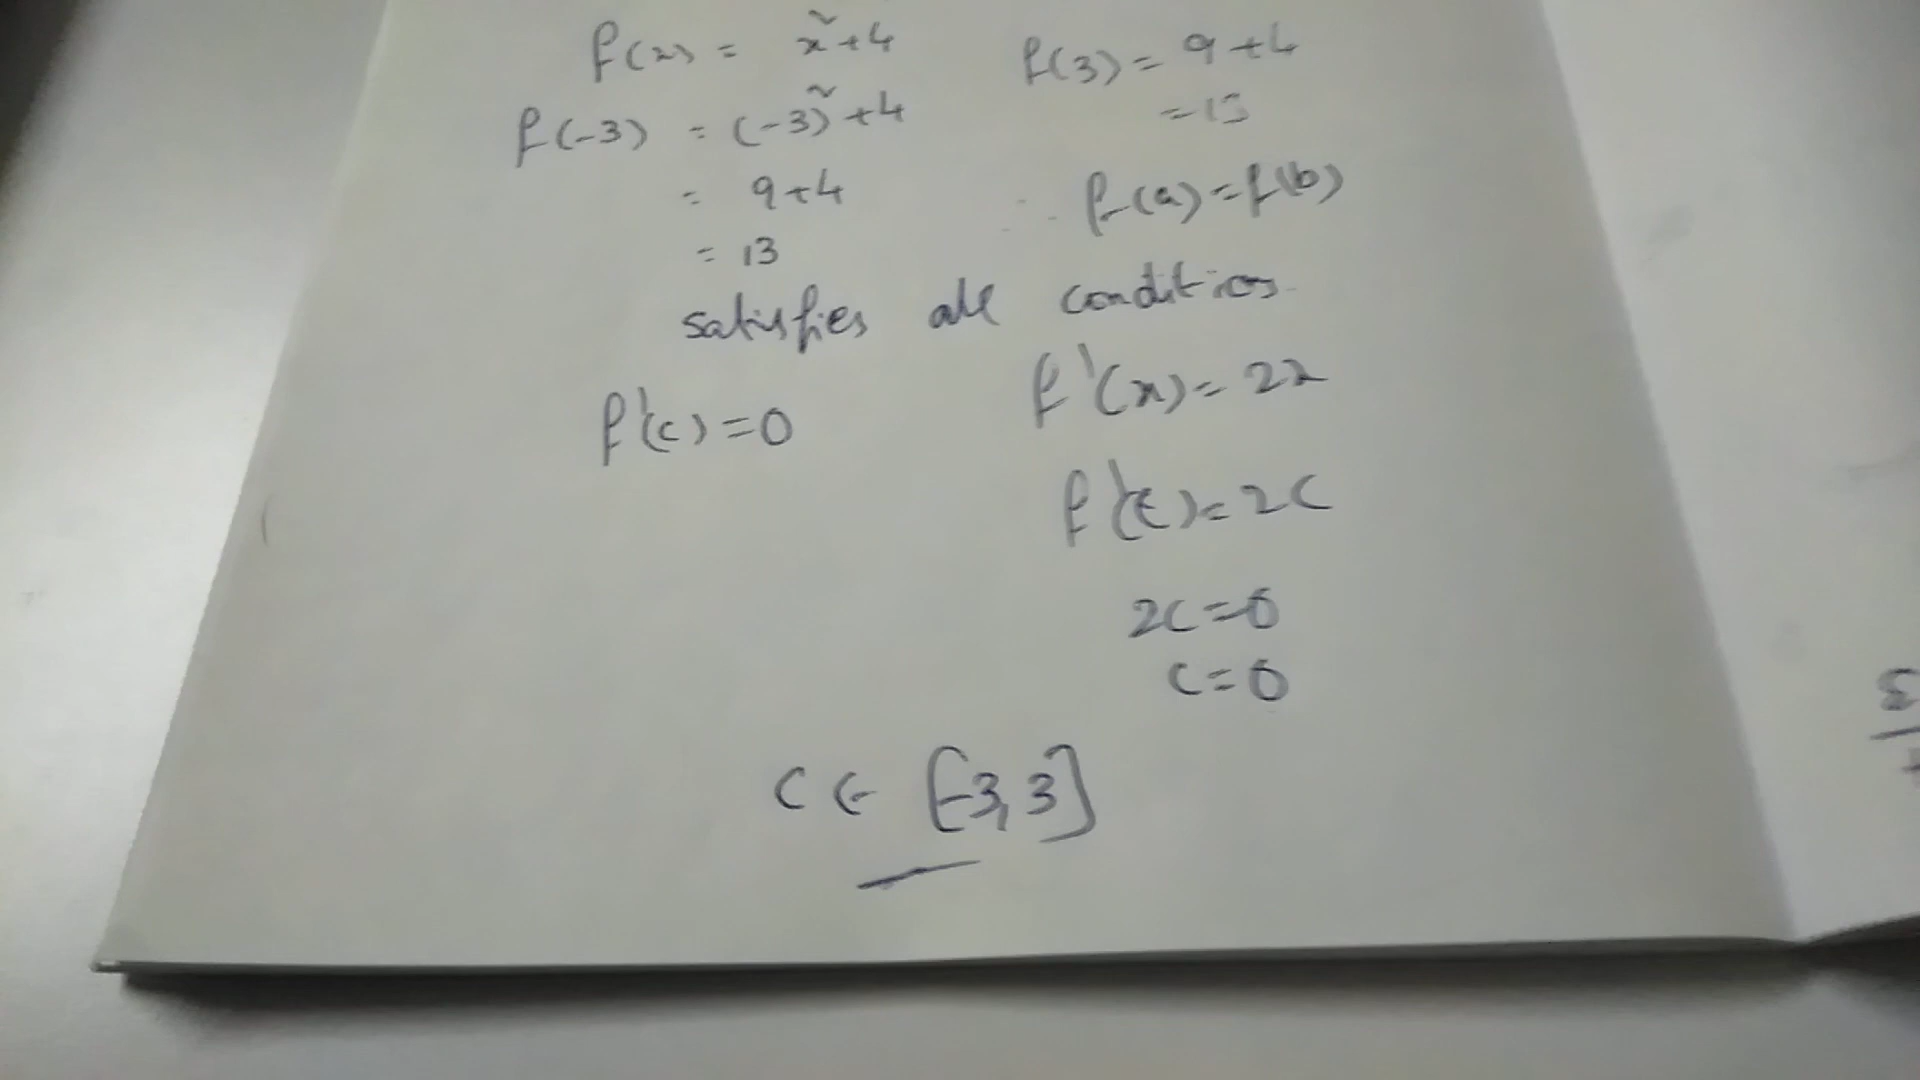 f(x) = x² + 4
f(3) = 9 + 4
f(-3) = (-3)² + 4
= 13
= 9 + 4
∴ f(a) = f(b)
= 13
satisfies all conditions
f'(x) = 2x
f'(c) = 0
f'(c) = 2c
2c = 0
c = 0
c ∈ [-3, 3]